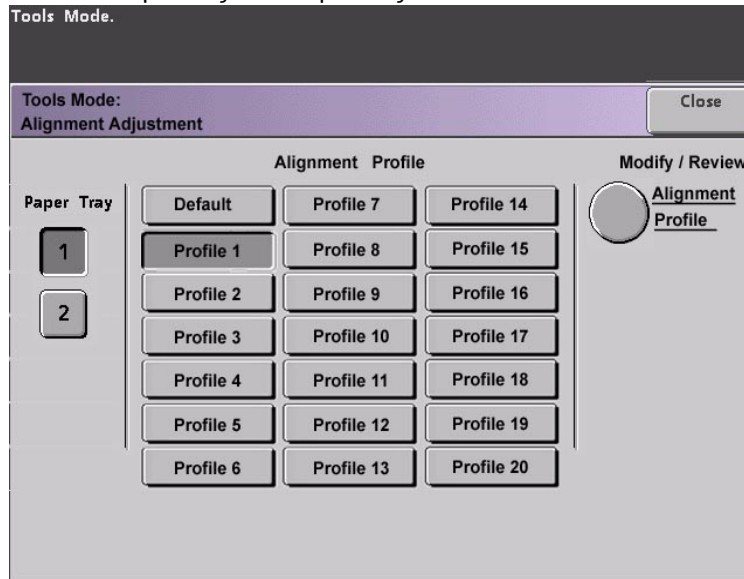 Tools Mode.
Tools Mode:
Alignment Adjustment
Close
Alignment Profile
Modify / Review
Paper Tray
1
2
Default
Profile 1
Profile 2
Profile 3
Profile 4
Profile 5
Profile 6
Profile 7
Profile 8
Profile 9
Profile 10
Profile 11
Profile 12
Profile 13
Profile 14
Profile 15
Profile 16
Profile 17
Profile 18
Profile 19
Profile 20
Alignment
Profile